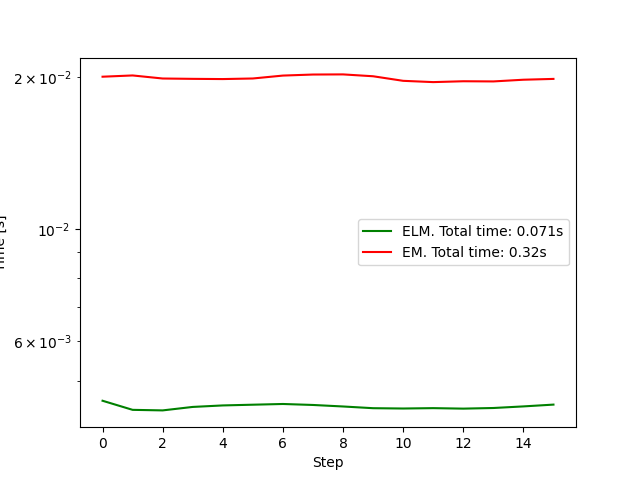 2 × 10⁻²
10⁻²
6 × 10⁻³
Time [s]
ELM. Total time: 0.071s
EM. Total time: 0.32s
0 2 4 6 8 10 12 14
Step